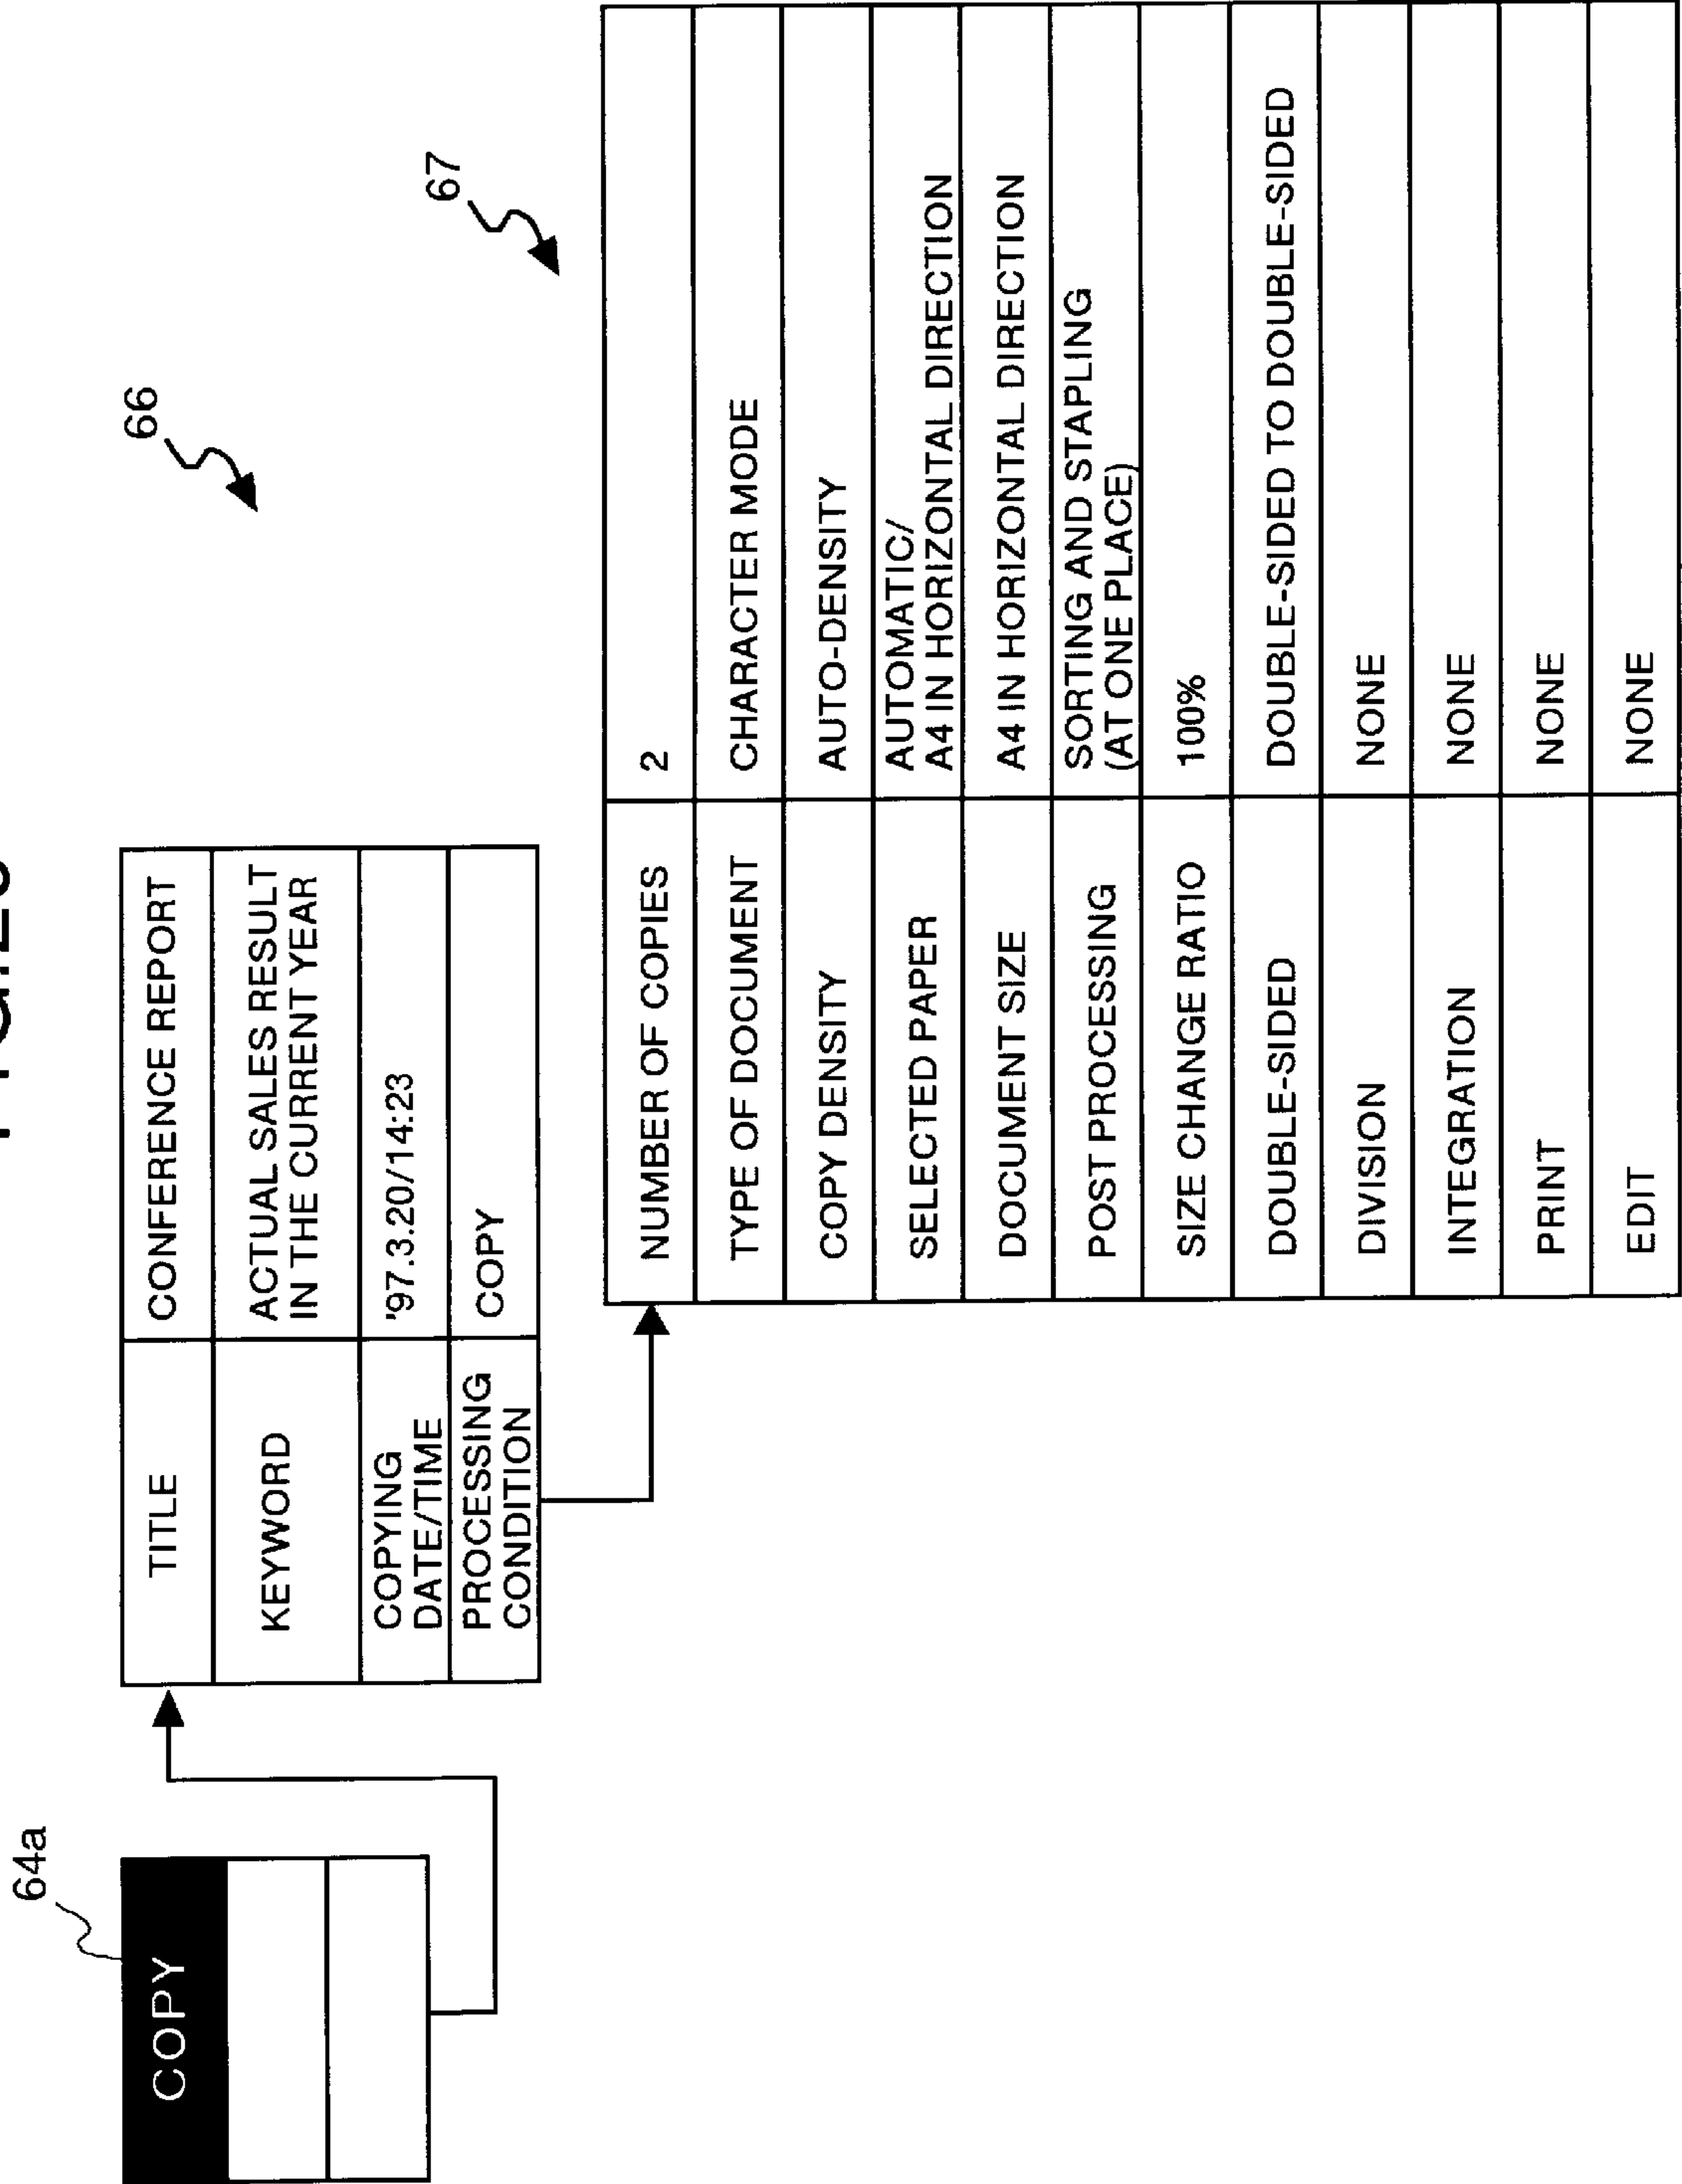 64a
COPY
66
TITLE
CONFERENCE REPORT
KEYWORD
ACTUAL SALES RESULT
IN THE CURRENT YEAR
COPYING
DATE/TIME
'97.3.20/14:23
PROCESSING
CONDITION
COPY
67
NUMBER OF COPIES
2
TYPE OF DOCUMENT
CHARACTER MODE
COPY DENSITY
AUTO-DENSITY
SELECTED PAPER
AUTOMATIC/
A4 IN HORIZONTAL DIRECTION
DOCUMENT SIZE
A4 IN HORIZONTAL DIRECTION
POST PROCESSING
SORTING AND STAPLING
(AT ONE PLACE)
SIZE CHANGE RATIO
100%
DOUBLE-SIDED
DOUBLE-SIDED TO DOUBLE-SIDED
DIVISION
NONE
INTEGRATION
NONE
PRINT
NONE
EDIT
NONE